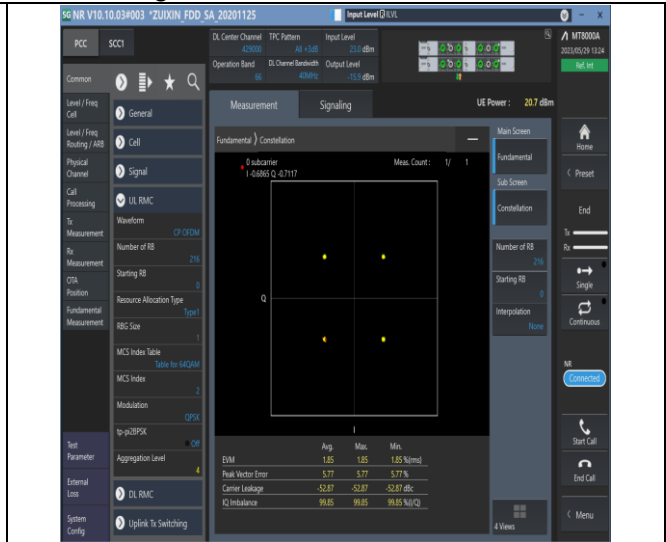 SG NR V10.10.03#003 *ZUIXIN_FDD_SA_20201125
Input Level ILVL
PCC
SCC1
DL Center Channel
429000
TPC Pattern
All +3dB
Input Level
23.0 dBm
Operation Band
66
DL Channel Bandwidth
40MHz
Output Level
-15.9 dBm
MT8000A
2023/05/29 13:24
Ref. Int
Common
Level / Freq
Cell
Level / Freq
Routing / ARB
Physical
Channel
Call
Processing
Tx
Measurement
Rx
Measurement
OTA
Position
Fundamental
Measurement
Test
Parameter
External
Loss
System
Config
General
Cell
Signal
UL RMC
Waveform
CP OFDM
Number of RB
216
Starting RB
0
Resource Allocation Type
Type1
RBG Size
1
MCS Index Table
Table for 64QAM
MCS Index
2
Modulation
QPSK
tp-pi2BPSK
Off
Aggregation Level
4
DL RMC
Uplink Tx Switching
Measurement
Signaling
UE Power : 20.7 dBm
Fundamental
Constellation
0 subcarrier
I -0.6865 Q -0.7117
Meas. Count : 1/ 1
Q
I
Avg. Max. Min.
EVM 1.85 1.85 1.85 %(rms)
Peak Vector Error 5.77 5.77 5.77 %
Carrier Leakage -52.87 -52.87 -52.87 dBc
IQ Imbalance 99.85 99.85 99.85 %(I/Q)
Main Screen
Fundamental
Sub Screen
Constellation
Number of RB
216
Starting RB
0
Interpolation
None
4 Views
Home
Preset
End
Tx
Rx
Single
Continuous
NR
Connected
Start Call
End Call
Menu